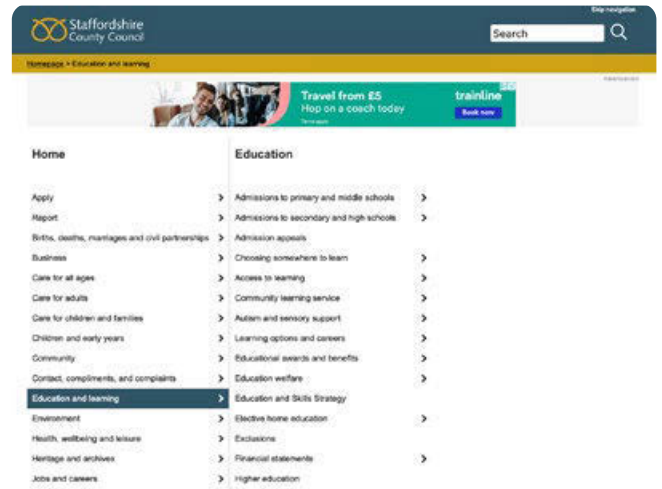 Skip navigation
Staffordshire
County Council
Search
Homepage > Education and learning
Advertisement
Travel from £5
Hop on a coach today
Terms apply
trainline
Book now
Home
Education
Apply
Report
Births, deaths, marriages and civil partnerships
Business
Care for all ages
Care for adults
Care for children and families
Children and early years
Community
Contact, compliments, and complaints
Education and learning
Environment
Health, wellbeing and leisure
Heritage and archives
Jobs and careers
Admissions to primary and middle schools
Admissions to secondary and high schools
Admission appeals
Choosing somewhere to learn
Access to learning
Community learning service
Autism and sensory support
Learning options and careers
Educational awards and benefits
Education welfare
Education and Skills Strategy
Elective home education
Exclusions
Financial statements
Higher education